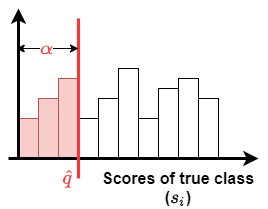 α
q̂
Scores of true class
(sᵢ)